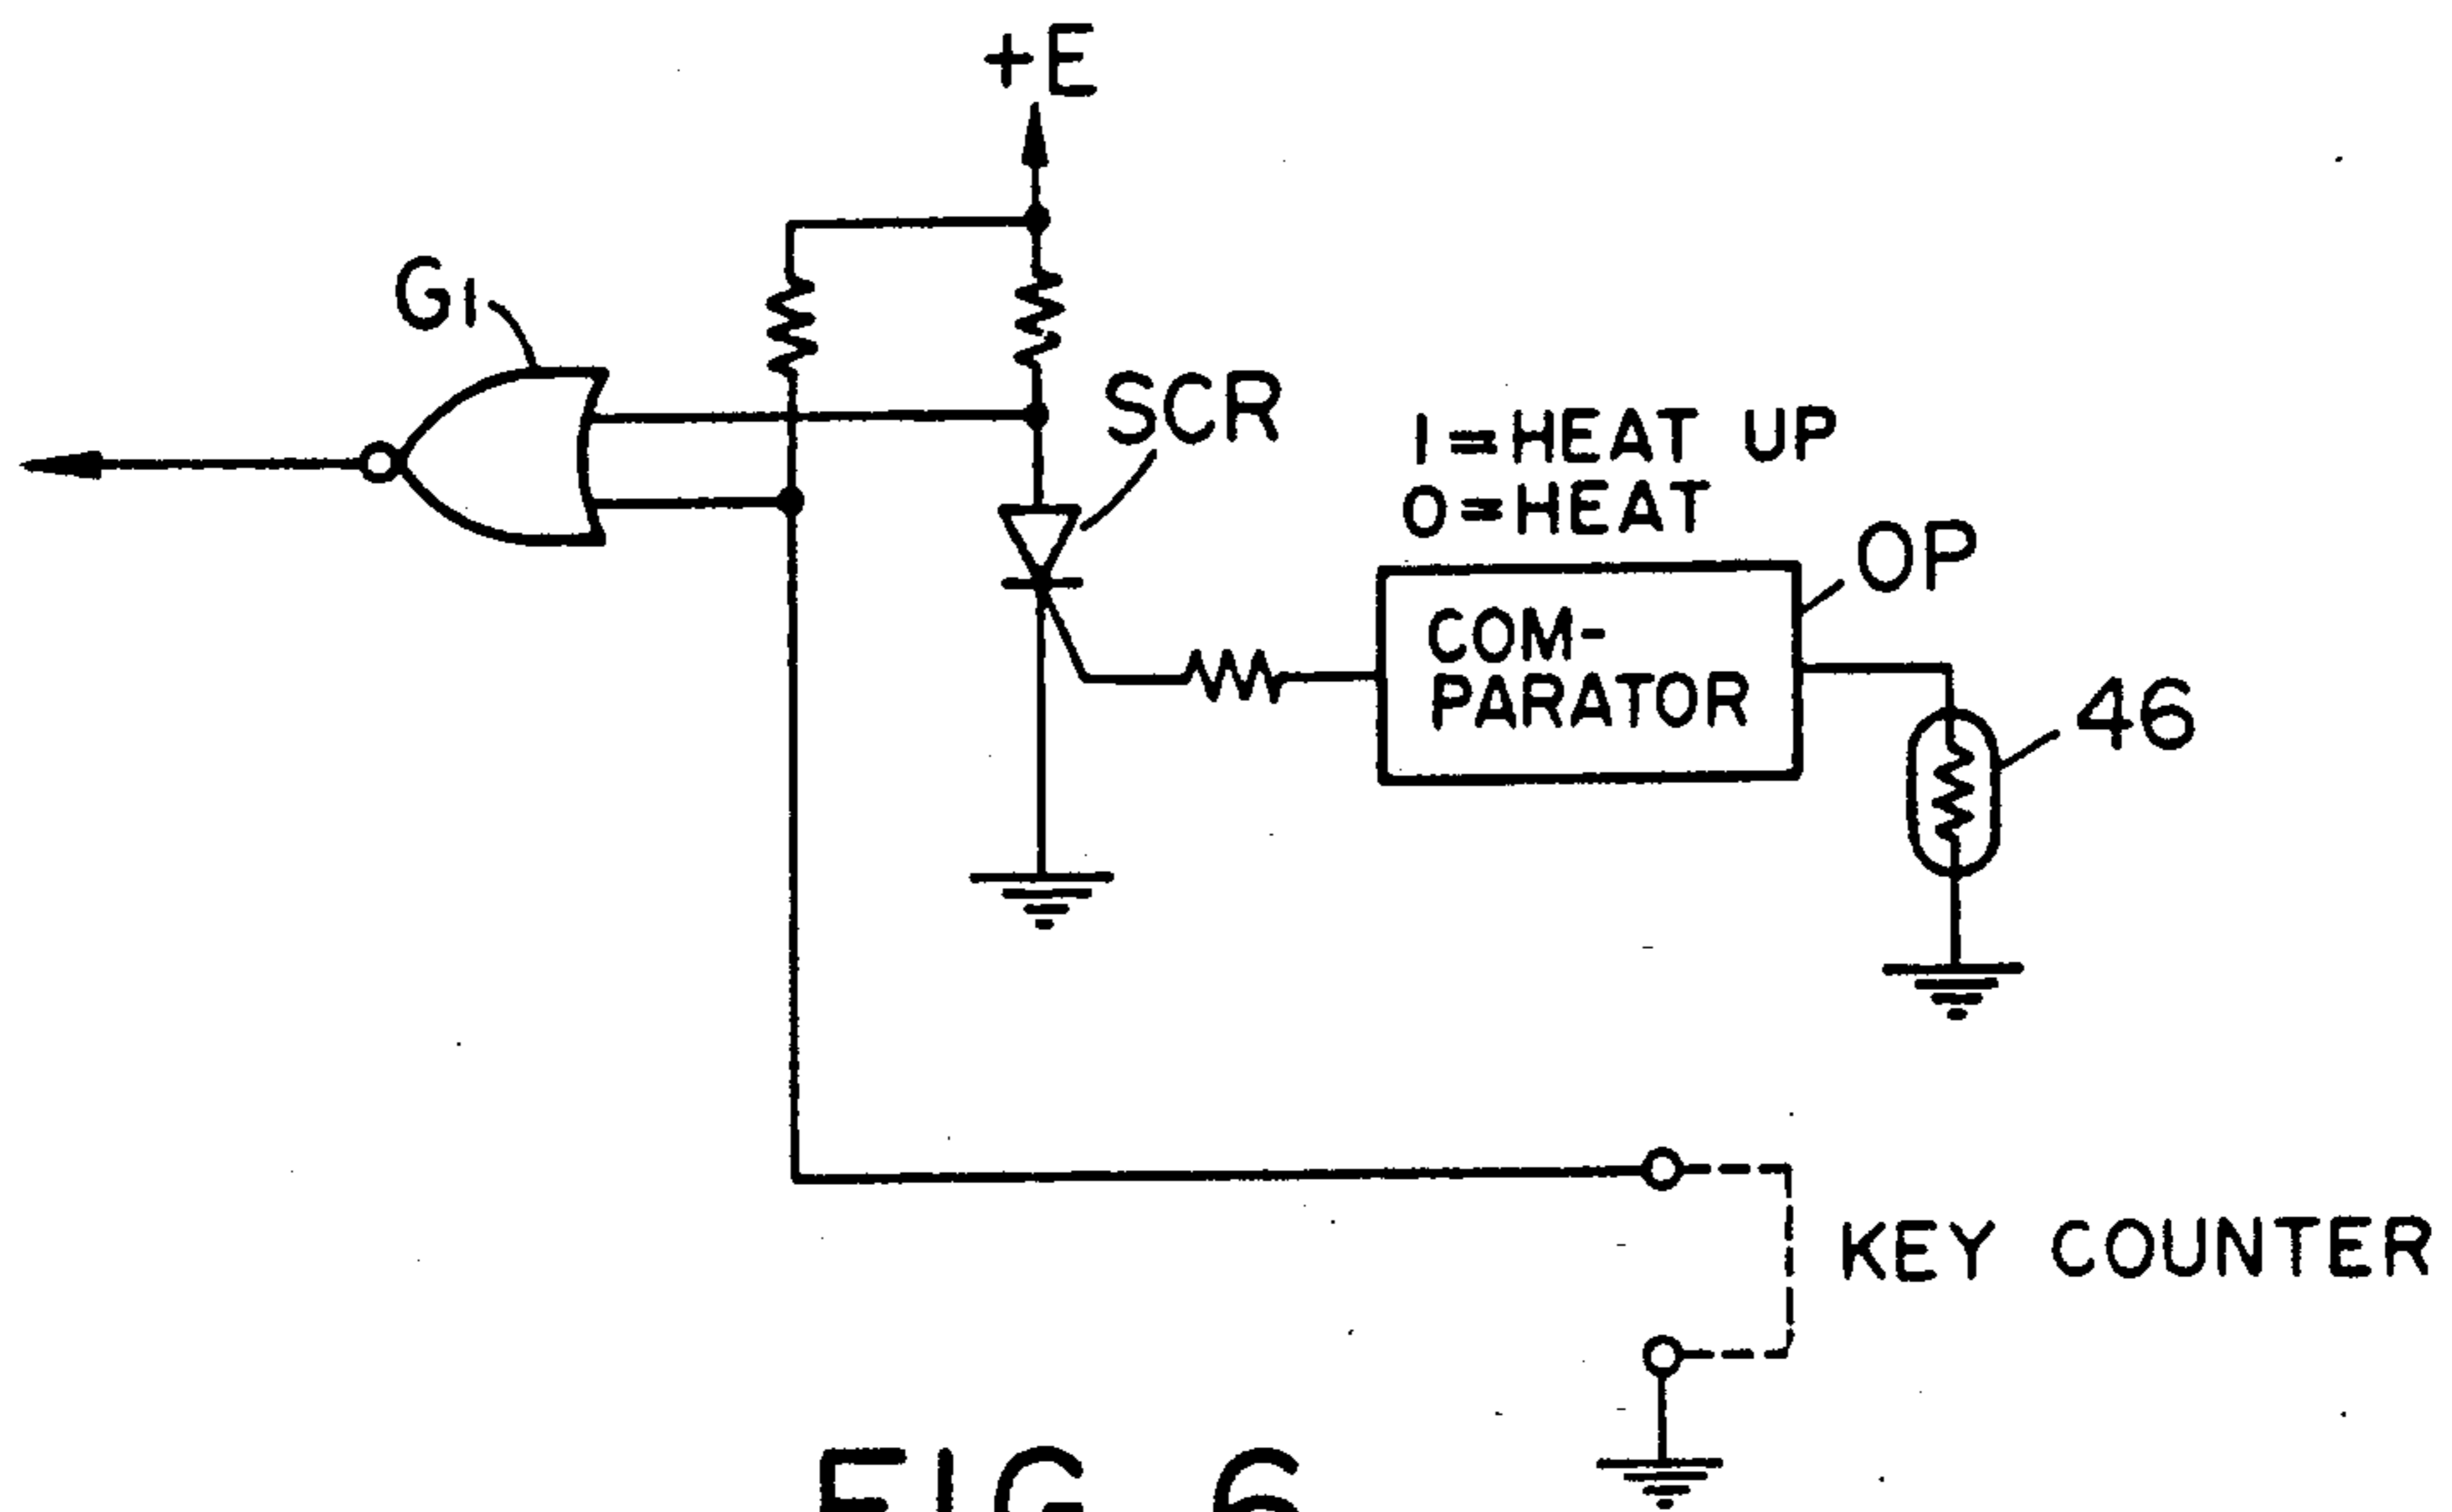 +E
G1
SCR
1=HEAT UP
0=HEAT
OP
COM-
PARATOR
46
KEY COUNTER
FIG. 6